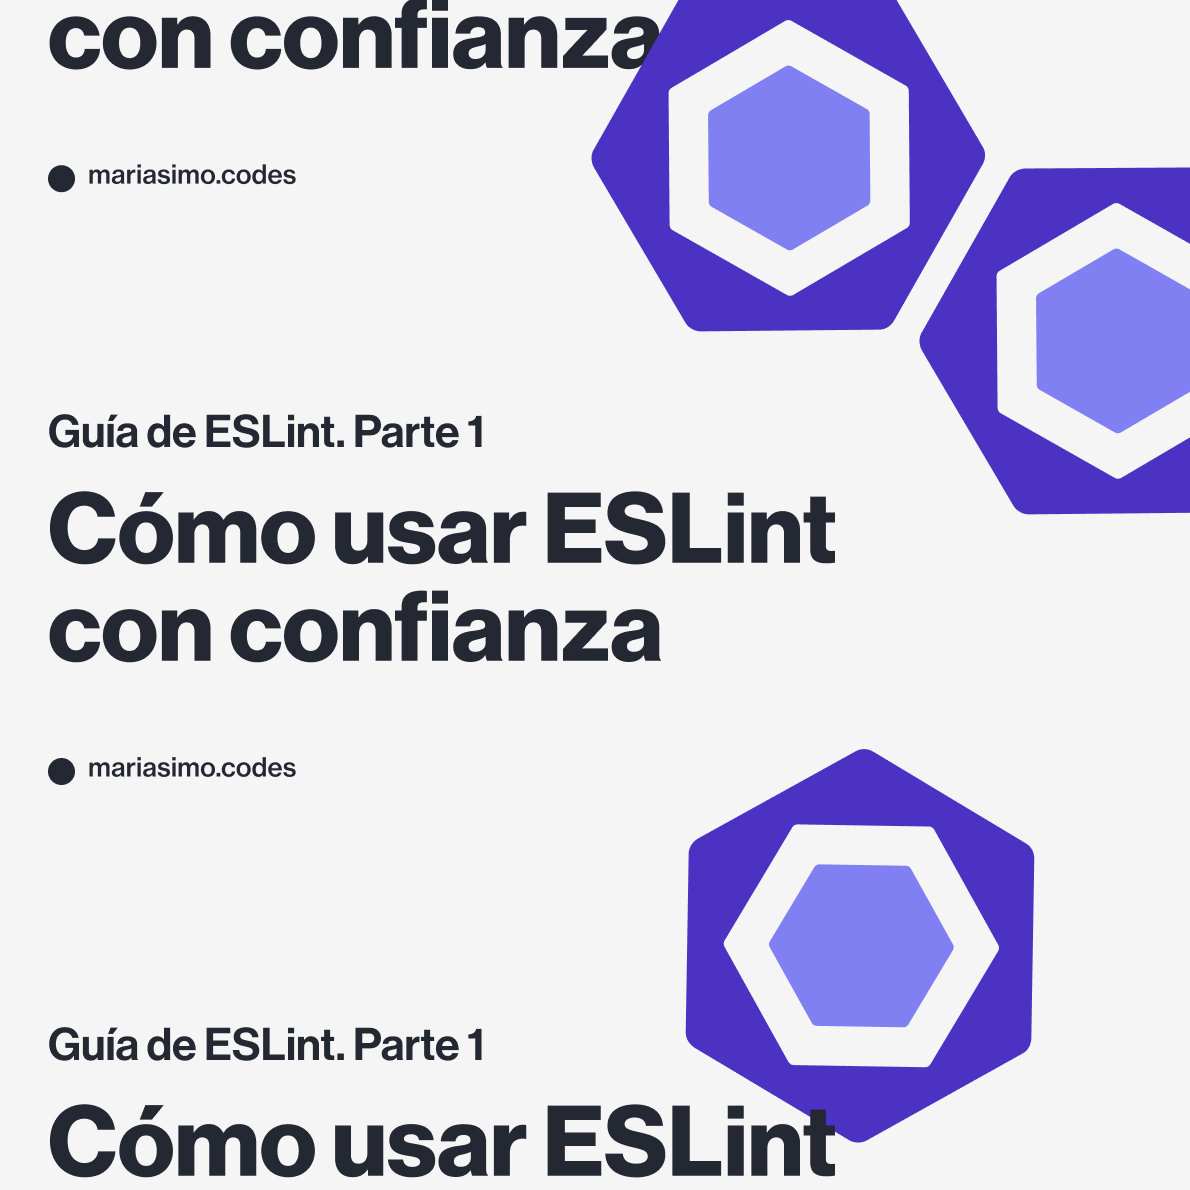 con confianza
mariasimo.codes
Guía de ESLint. Parte 1
Cómo usar ESLint
con confianza
mariasimo.codes
Guía de ESLint. Parte 1
Cómo usar ESLint